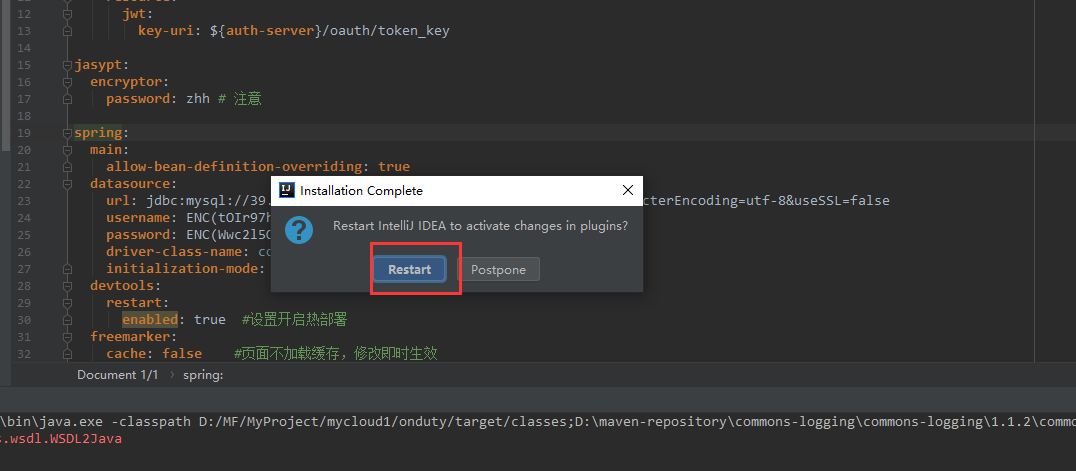 12 jwt:
13 key-uri: ${auth-server}/oauth/token_key
14
15 jasypt:
16 encryptor:
17 password: zhh # 注意
18
19 spring:
20 main:
21 allow-bean-definition-overriding: true
22 datasource:
23 url: jdbc:mysql://39. cterEncoding=utf-8&useSSL=false
24 username: ENC(tOIr97h
25 password: ENC(Wwc2l5C
26 driver-class-name: co
27 initialization-mode:
28 devtools:
29 restart:
30 enabled: true #设置开启热部署
31 freemarker:
32 cache: false #页面不加载缓存，修改即时生效
Installation Complete
Restart IntelliJ IDEA to activate changes in plugins?
Restart Postpone
Document 1/1 › spring:
\bin\java.exe -classpath D:/MF/MyProject/mycloud1/onduty/target/classes;D:\maven-repository\commons-logging\commons-logging\1.1.2\commo
s.wsdl.WSDL2Java